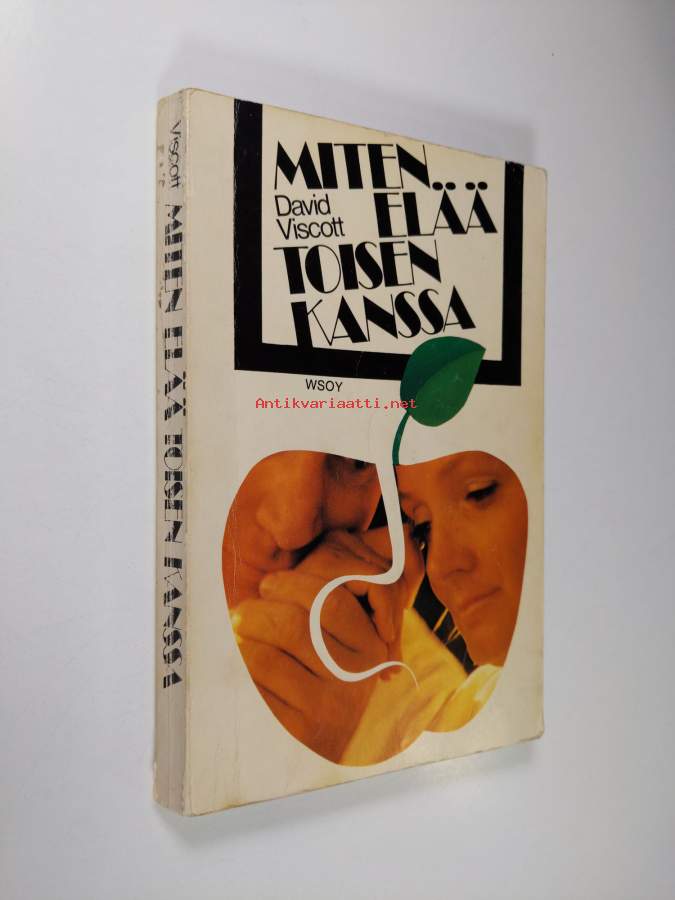 MITEN
David ELÄÄ
Viscott
TOISEN
KANSSA
WSOY
Antikvariaatti.net
Viscott MITEN ELÄÄ TOISEN KANSSA